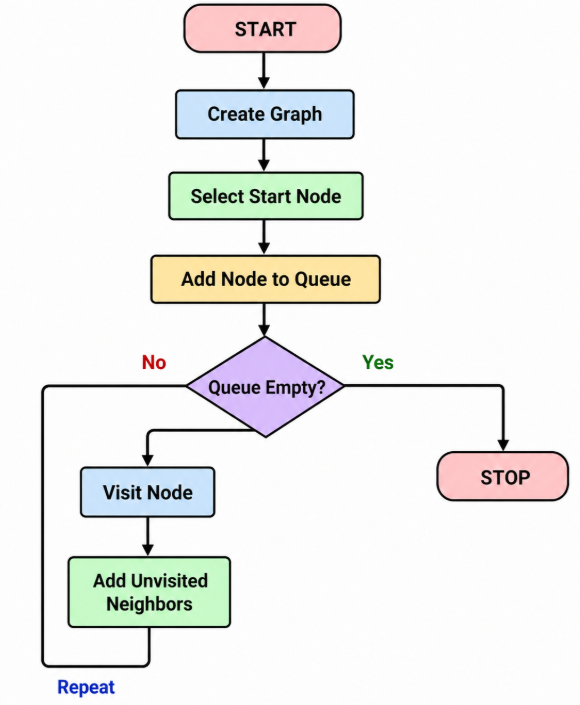 START
Create Graph
Select Start Node
Add Node to Queue
No
Yes
Queue Empty?
Visit Node
STOP
Add Unvisited
Neighbors
Repeat